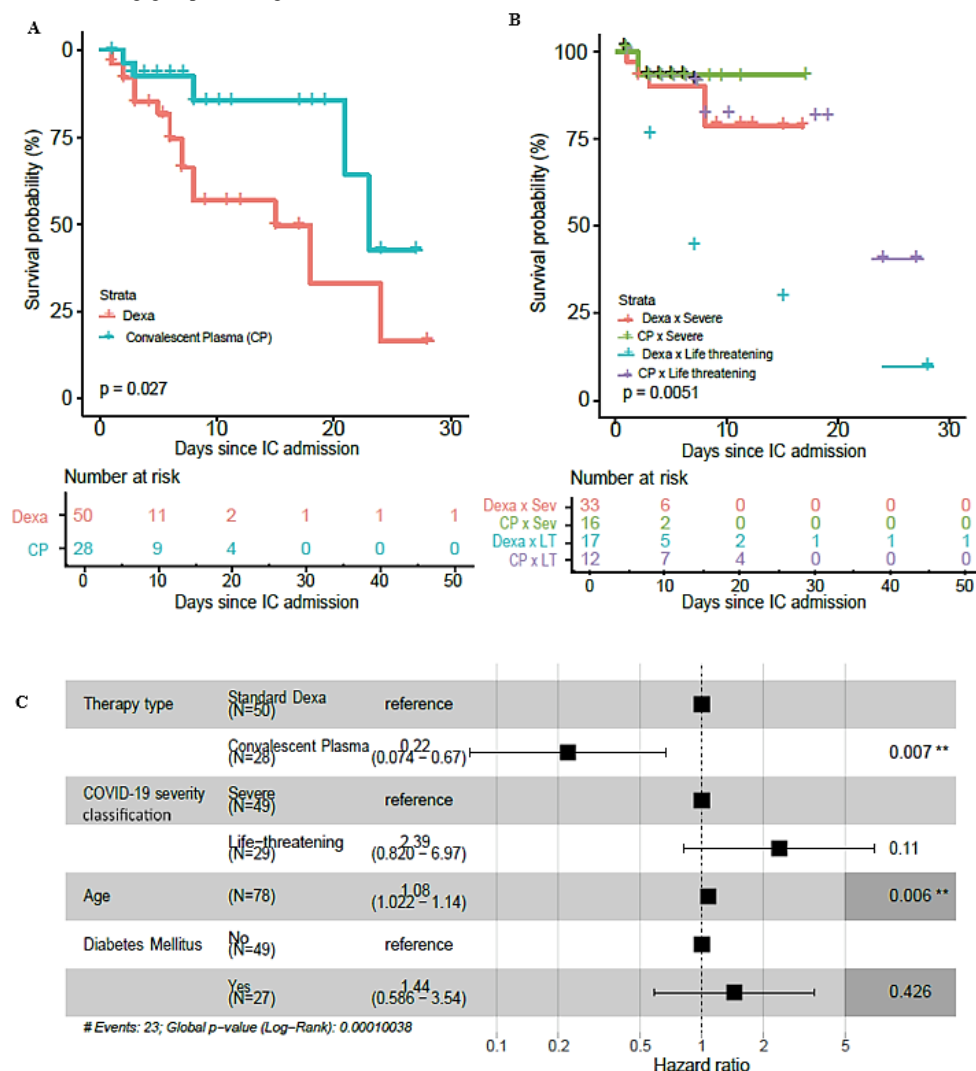 A
Survival probability (%)
0
75
50
25
0
Strata
Dexa
Convalescent Plasma (CP)
p = 0.027
0 10 20 30
Days since IC admission
Number at risk
Dexa 50 11 2 1 1 1
CP 28 9 4 0 0 0
0 10 20 30 40 50
Days since IC admission
B
Survival probability (%)
100
75
50
25
0
Strata
Dexa x Severe
CP x Severe
Dexa x Life threatening
CP x Life threatening
p = 0.0051
0 10 20 30
Days since IC admission
Number at risk
Dexa x Sev 33 6 0 0 0 0
CP x Sev 16 2 0 0 0 0
Dexa x LT 17 5 2 1 1 1
CP x LT 12 7 4 0 0 0
0 10 20 30 40 50
Days since IC admission
C
Therapy type Standard Dexa (N=50) reference
Convalescent Plasma (N=28) 0.22 (0.074 – 0.67) 0.007 **
COVID-19 severity classification Severe (N=49) reference
Life−threatening (N=29) 2.39 (0.820 – 6.97) 0.11
Age (N=78) 1.08 (1.022 – 1.14) 0.006 **
Diabetes Mellitus No (N=49) reference
Yes (N=27) 1.44 (0.586 – 3.54) 0.426
# Events: 23; Global p−value (Log−Rank): 0.00010038
0.1 0.2 0.5 1 2 5
Hazard ratio